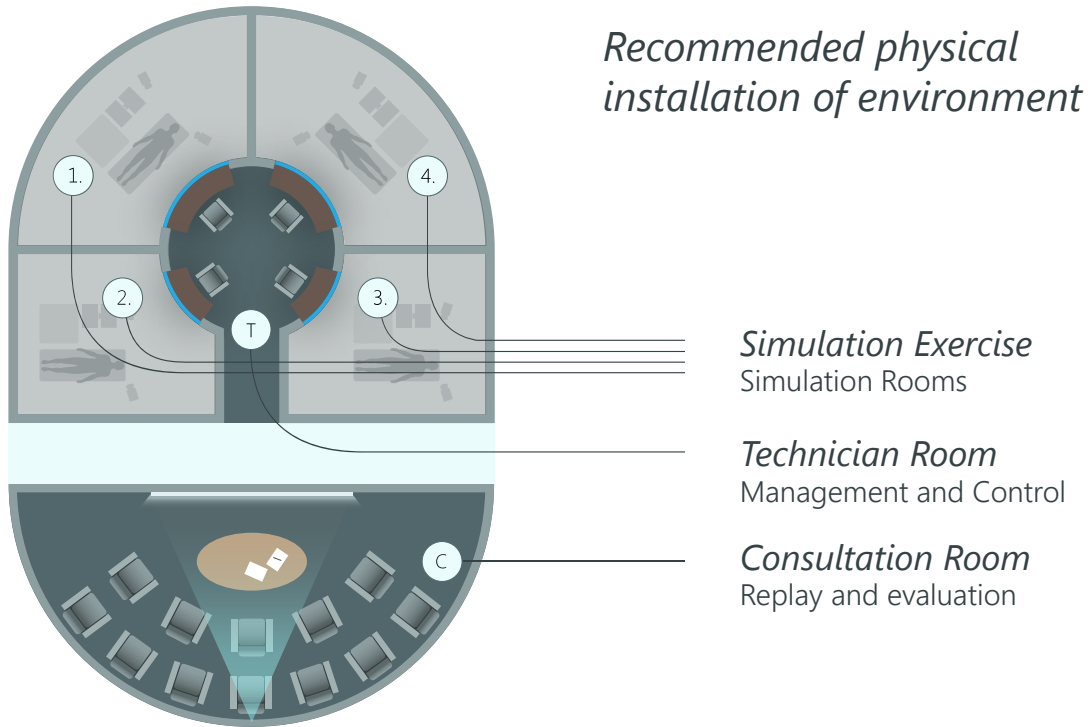 Recommended physical
installation of environment
1.
4.
2.
3.
T
Simulation Exercise
Simulation Rooms
Technician Room
Management and Control
C
Consultation Room
Replay and evaluation